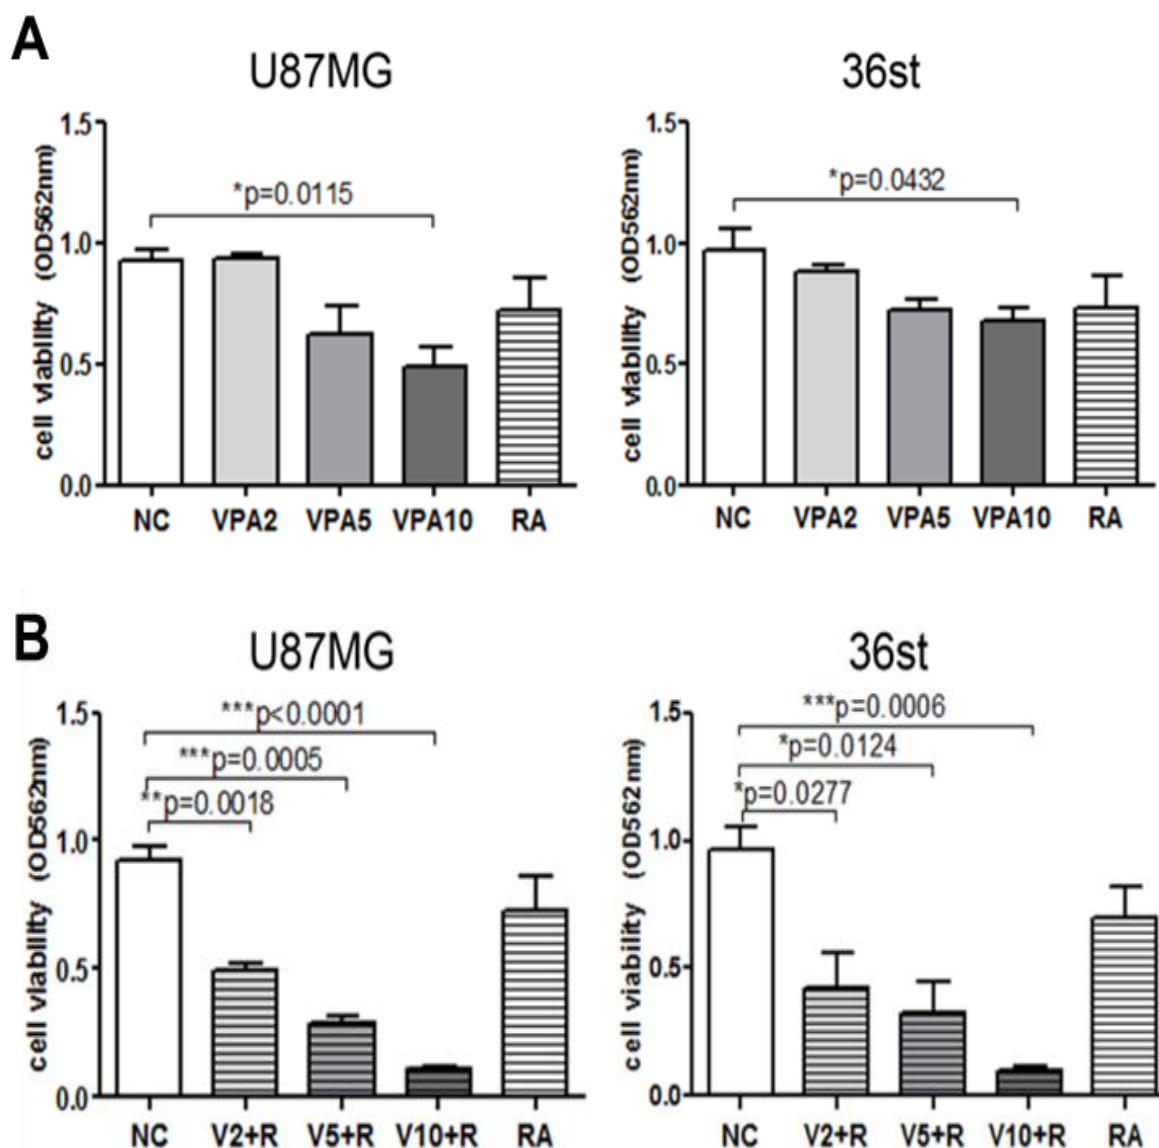 A
U87MG
36st
cell viability (OD562nm)
1.5
1.0
0.5
0.0
*p=0.0115
NC VPA2 VPA5 VPA10 RA
cell viability (OD562nm)
1.5
1.0
0.5
0.0
*p=0.0432
NC VPA2 VPA5 VPA10 RA
B
U87MG
36st
cell viability (OD562nm)
1.5
1.0
0.5
0.0
***p<0.0001
***p=0.0005
**p=0.0018
NC V2+R V5+R V10+R RA
cell viability (OD562nm)
1.5
1.0
0.5
0.0
***p=0.0006
*p=0.0124
*p=0.0277
NC V2+R V5+R V10+R RA